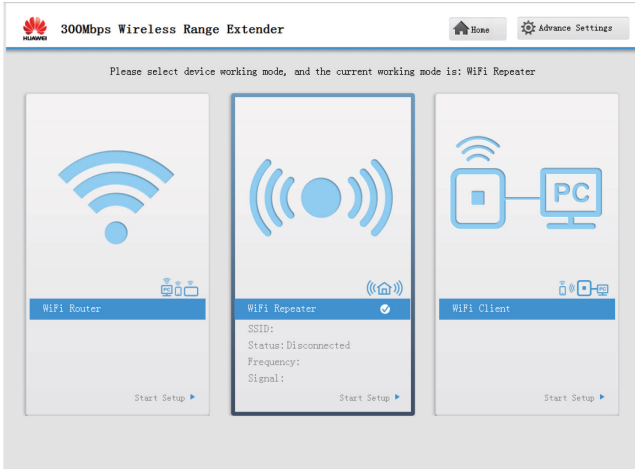 HUAWEI
300Mbps Wireless Range Extender
Home
Advance Settings
Please select device working mode, and the current working mode is: WiFi Repeater
PC
PC
PC
WiFi Router
WiFi Repeater
SSID:
Status:Disconnected
Frequency:
Signal:
WiFi Client
Start Setup
Start Setup
Start Setup